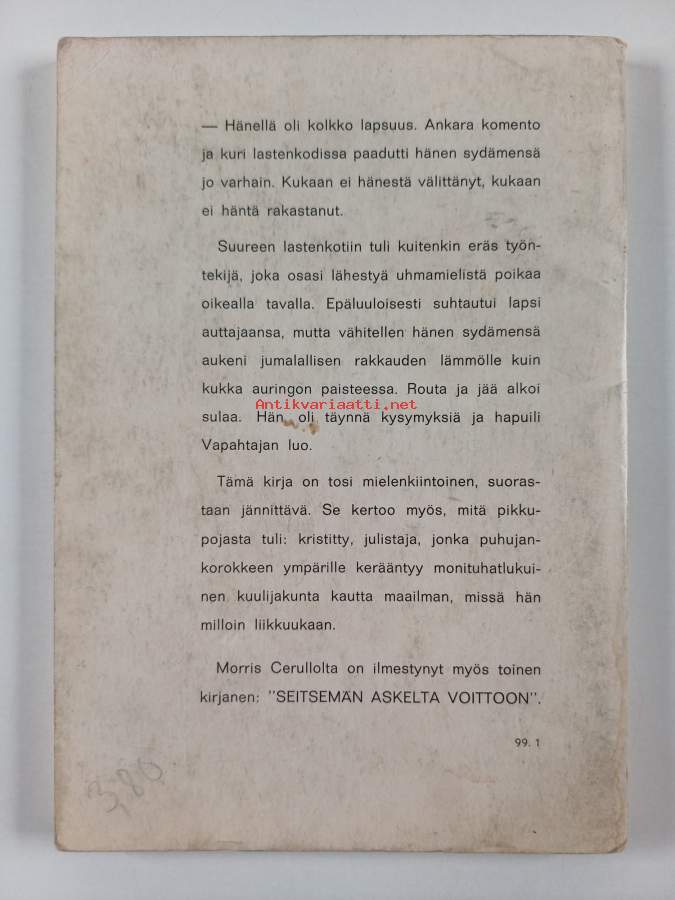 — Hänellä oli kolkko lapsuus. Ankara komento
ja kuri lastenkodissa paadutti hänen sydämensä
jo varhain. Kukaan ei hänestä välittänyt, kukaan
ei häntä rakastanut.
Suureen lastenkotiin tuli kuitenkin eräs työn-
tekijä, joka osasi lähestyä uhmamielistä poikaa
oikealla tavalla. Epäluuloisesti suhtautui lapsi
auttajaansa, mutta vähitellen hänen sydämensä
aukeni jumalallisen rakkauden lämmölle kuin
kukka auringon paisteessa. Routa ja jää alkoi
Antikvariaatti.net
sulaa. Hän oli täynnä kysymyksiä ja hapuili
Vapahtajan luo.
Tämä kirja on tosi mielenkiintoinen, suoras-
taan jännittävä. Se kertoo myös, mitä pikku-
pojasta tuli: kristitty, julistaja, jonka puhujan-
korokkeen ympärille kerääntyy monituhatlukui-
nen kuulijakunta kautta maailman, missä hän
milloin liikkuukaan.
Morris Cerullolta on ilmestynyt myös toinen
kirjanen: "SEITSEMÄN ASKELTA VOITTOON".
99. 1
380